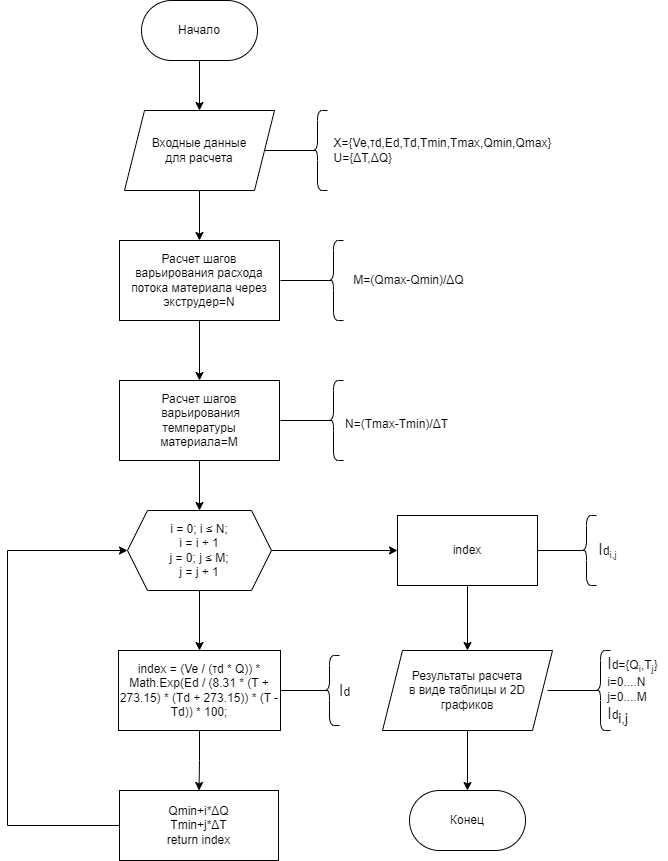 Начало
Входные данные
для расчета
X={Ve,τd,Ed,Td,Tmin,Tmax,Qmin,Qmax}
U={ΔT,ΔQ}
Расчет шагов
варьирования расхода
потока материала через
экструдер=N
M=(Qmax-Qmin)/ΔQ
Расчет шагов
варьирования
температуры
материала=M
N=(Tmax-Tmin)/ΔT
i = 0; i ≤ N;
i = i + 1
j = 0; j ≤ M;
j = j + 1
index
Id i,j
index = (Ve / (τd * Q)) *
Math.Exp(Ed / (8.31 * (T +
273.15) * (Td + 273.15)) * (T -
Td)) * 100;
Id
Результаты расчета
в виде таблицы и 2D
графиков
Id={Qi,Tj}
i=0....N
j=0....M
Id i,j
Qmin+i*ΔQ
Tmin+j*ΔT
return index
Конец